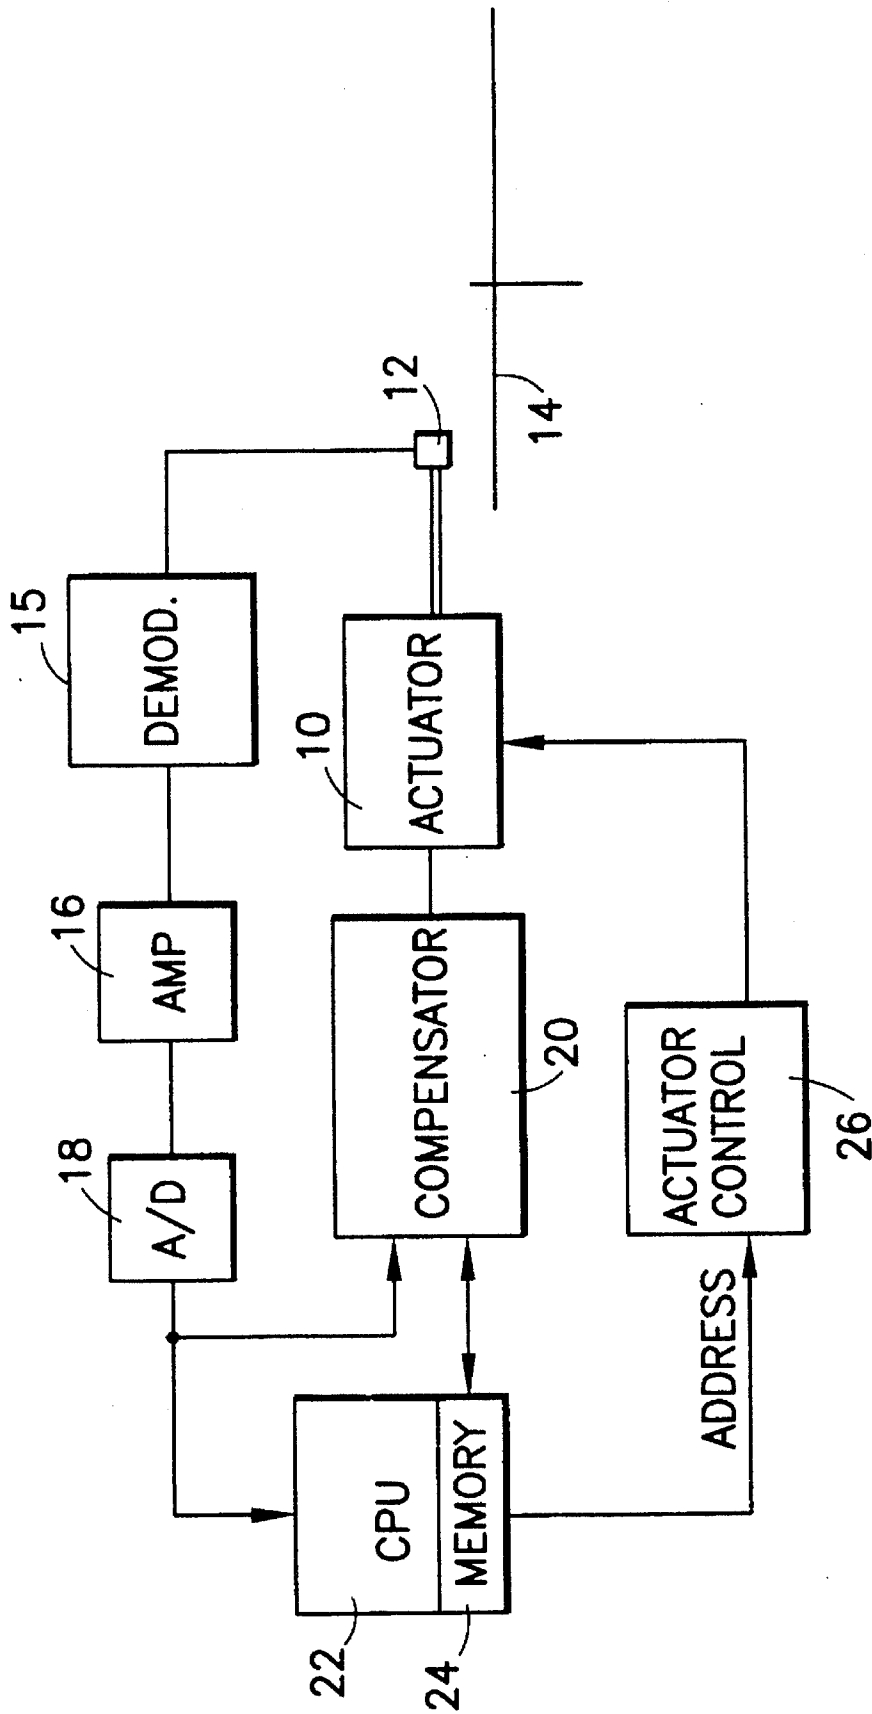 15
DEMOD.
16
AMP
18
A/D
12
14
10
ACTUATOR
COMPENSATOR
20
22
CPU
24
MEMORY
ADDRESS
ACTUATOR
CONTROL
26